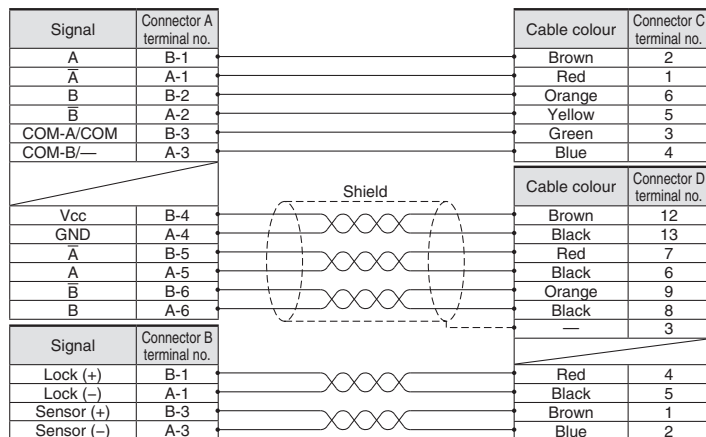 Signal Connector A terminal no. Cable colour Connector C terminal no.
A B-1 Brown 2
A̅ A-1 Red 1
B B-2 Orange 6
B̅ A-2 Yellow 5
COM-A/COM B-3 Green 3
COM-B/— A-3 Blue 4
Shield
Cable colour Connector D terminal no.
Vcc B-4 Brown 12
GND A-4 Black 13
A̅ B-5 Red 7
A A-5 Black 6
B̅ B-6 Orange 9
B A-6 Black 8
— 3
Signal Connector B terminal no.
Lock (+) B-1 Red 4
Lock (−) A-1 Black 5
Sensor (+) B-3 Brown 1
Sensor (−) A-3 Blue 2